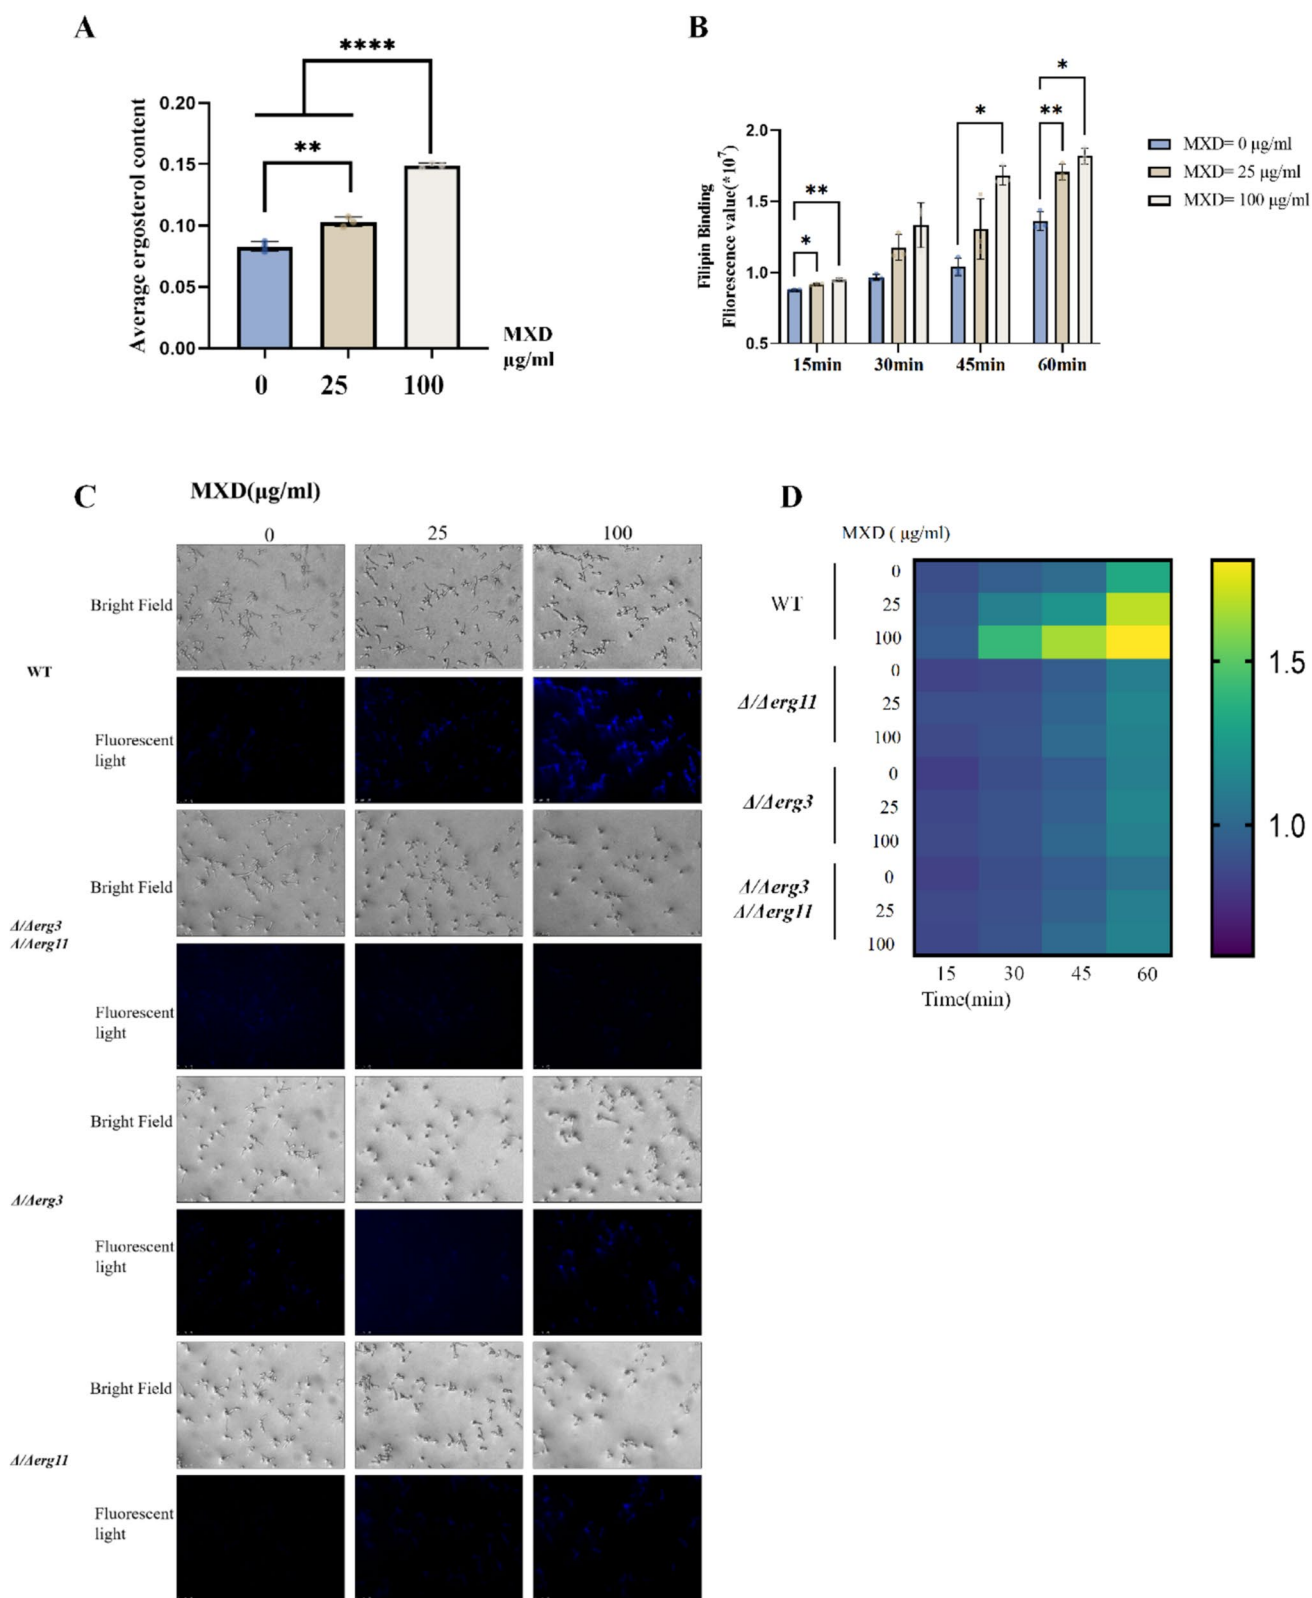 A
****
**
Average ergosterol content
0.20
0.15
0.10
0.05
0.00
0
25
100
MXD
μg/ml
B
Filipin Binding
Fliorescence value(*10^7)
2.0
1.5
1.0
0.5
**
*
*
**
*
15min
30min
45min
60min
MXD= 0 μg/ml
MXD= 25 μg/ml
MXD= 100 μg/ml
C
MXD(μg/ml)
0
25
100
WT
Bright Field
Fluorescent
light
Δ/Δerg3
Δ/Δerg11
Bright Field
Fluorescent
light
Δ/Δerg3
Bright Field
Fluorescent
light
Δ/Δerg11
Bright Field
Fluorescent
light
D
MXD ( μg/ml)
WT
0
25
100
Δ/Δerg11
0
25
100
Δ/Δerg3
0
25
100
Δ/Δerg3
Δ/Δerg11
0
25
100
15
30
45
60
Time(min)
1.5
1.0